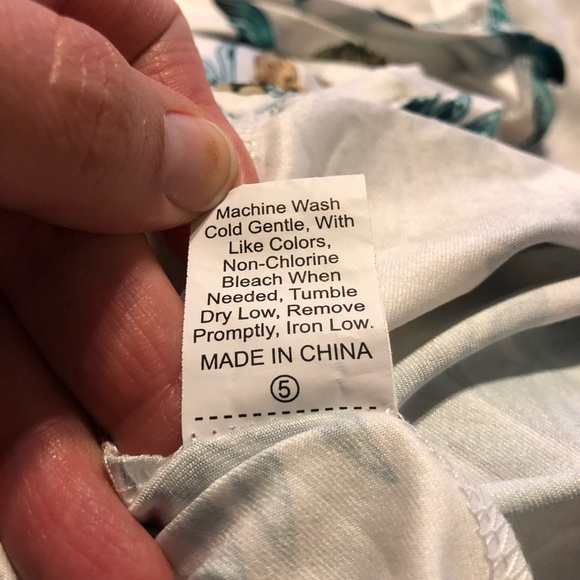 Machine Wash
Cold Gentle, With
Like Colors,
Non-Chlorine
Bleach When
Needed, Tumble
Dry Low, Remove
Promptly, Iron Low.
MADE IN CHINA
⑤